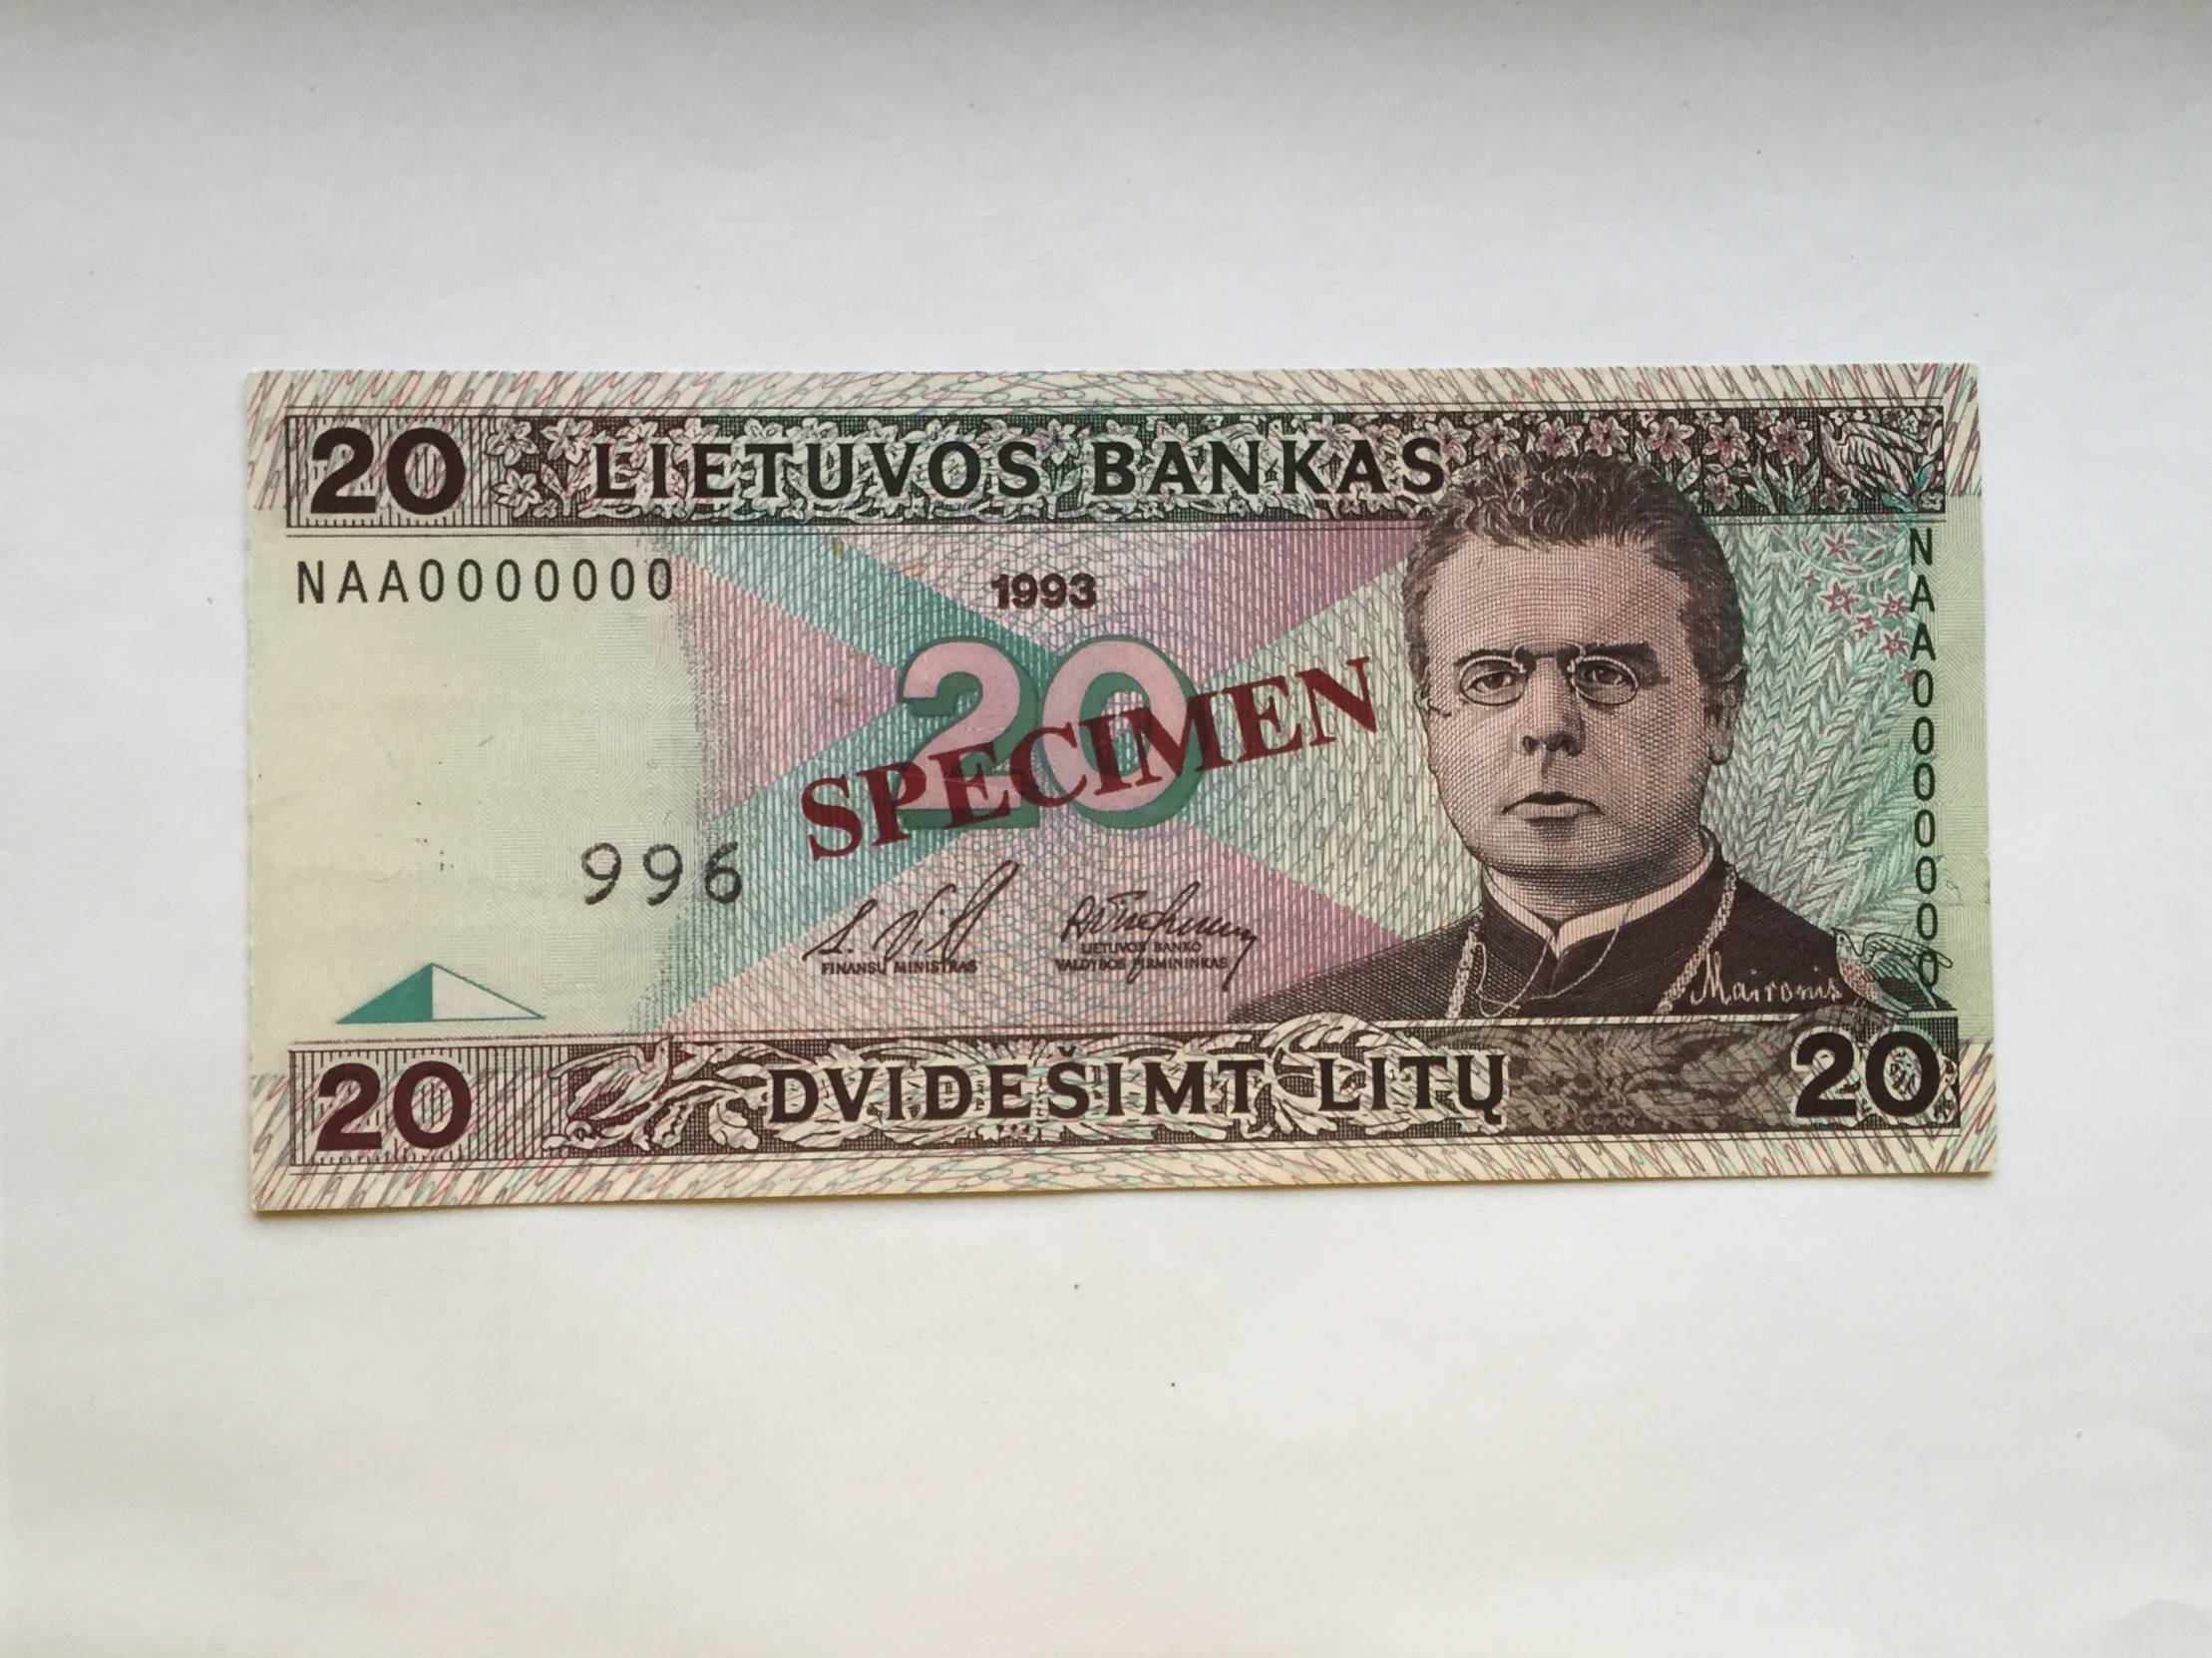 20 LIETUVOS BANKAS
NAA0000000
1993
NAA0000000
20
SPECIMEN
996
FINANSŲ MINISTRAS
LIETUVOS BANKO
VALDYBOS PIRMININKAS
Maironis
20 DVIDEŠIMT LITŲ 20